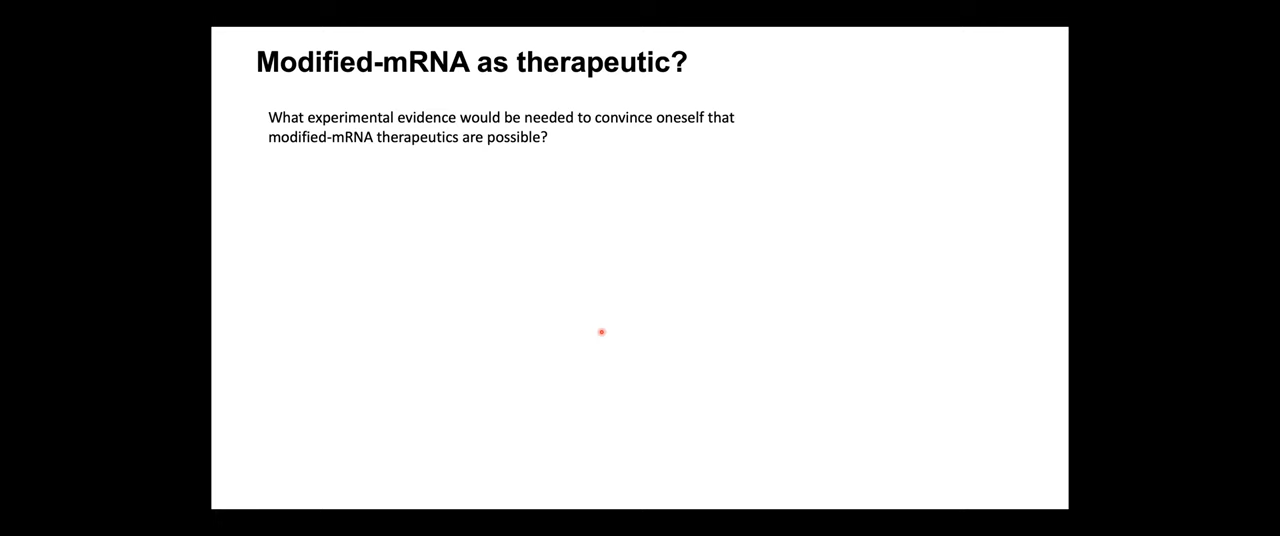 Modified-mRNA as therapeutic?
What experimental evidence would be needed to convince oneself that
modified-mRNA therapeutics are possible?